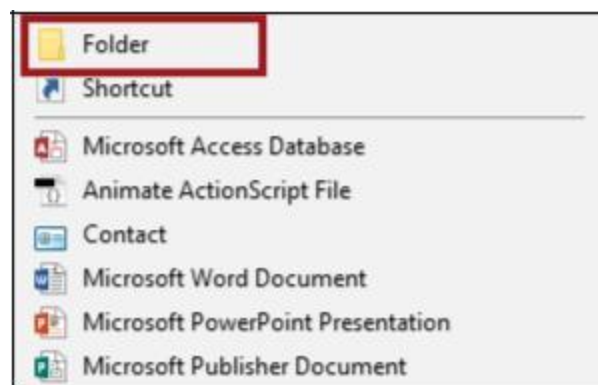 Folder
Shortcut
Microsoft Access Database
Animate ActionScript File
Contact
Microsoft Word Document
Microsoft PowerPoint Presentation
Microsoft Publisher Document